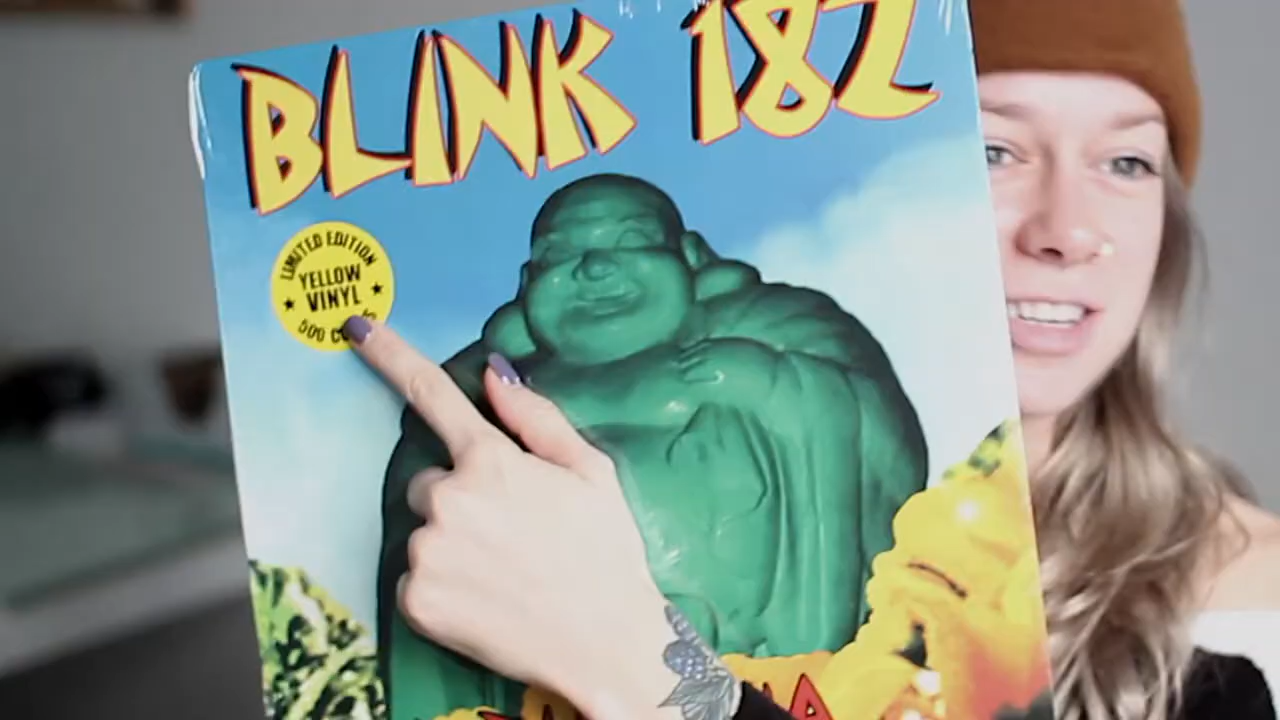 BLINK 182
LIMITED EDITION
YELLOW
VINYL
500